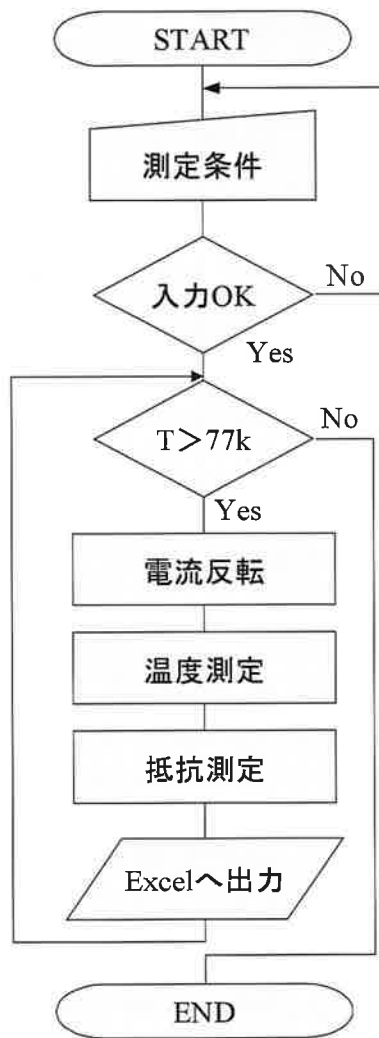 START
測定条件
入力OK
No
Yes
T＞77k
No
Yes
電流反転
温度測定
抵抗測定
Excelへ出力
END